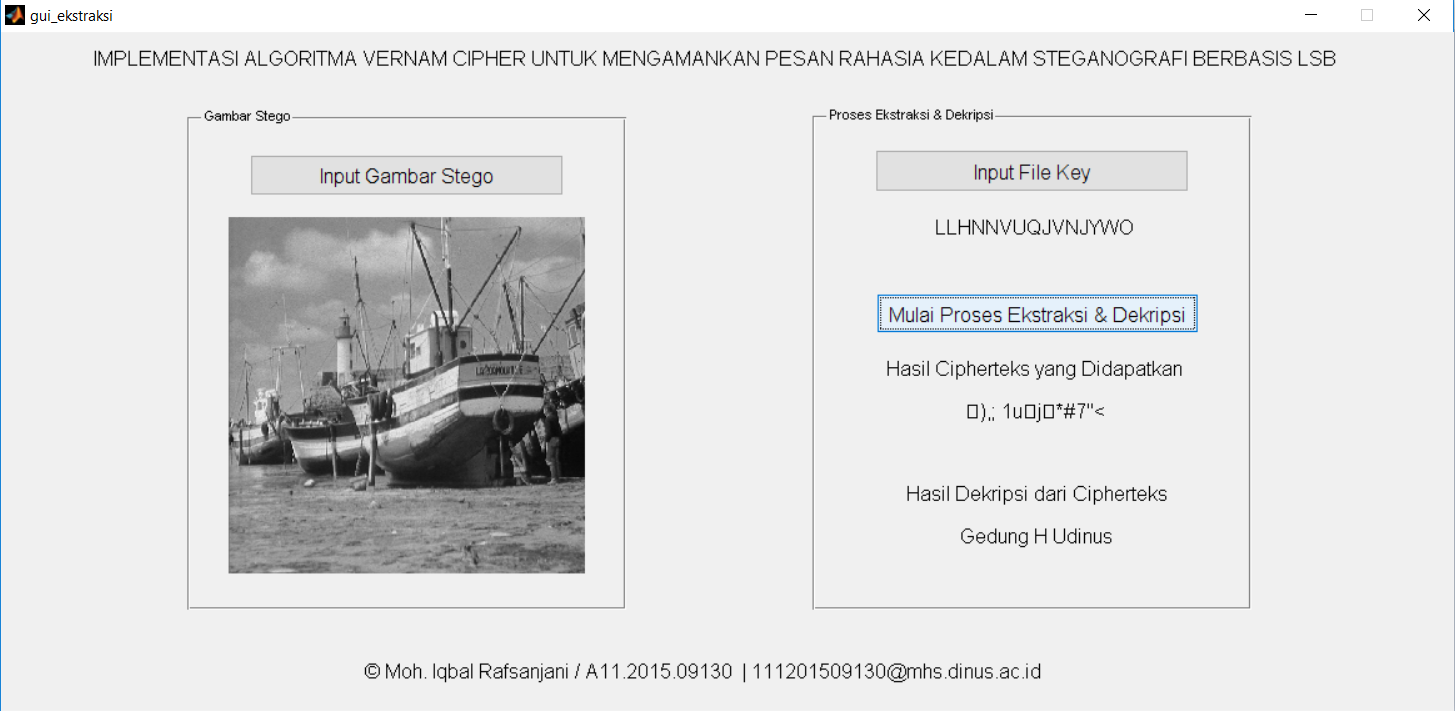 gui_ekstraksi
IMPLEMENTASI ALGORITMA VERNAM CIPHER UNTUK MENGAMANKAN PESAN RAHASIA KEDALAM STEGANOGRAFI BERBASIS LSB
Gambar Stego
Input Gambar Stego
Proses Ekstraksi & Dekripsi
Input File Key
LLHNNVUQJVNJYWO
Mulai Proses Ekstraksi & Dekripsi
Hasil Cipherteks yang Didapatkan
▯),; 1u▯j▯*#7"<
Hasil Dekripsi dari Cipherteks
Gedung H Udinus
© Moh. Iqbal Rafsanjani / A11.2015.09130 | 111201509130@mhs.dinus.ac.id